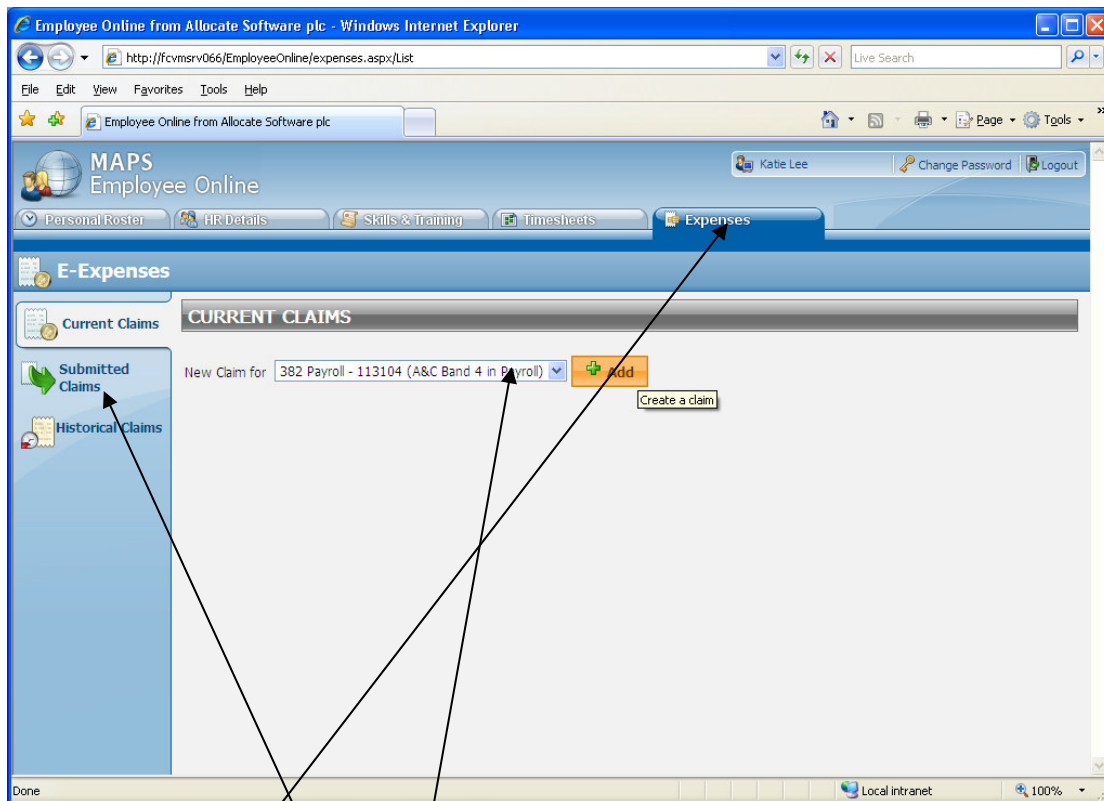 Employee Online from Allocate Software plc - Windows Internet Explorer
http://fcvmsrv066/EmployeeOnline/expenses.aspx/List
Live Search
File Edit View Favorites Tools Help
Employee Online from Allocate Software plc
Page Tools
MAPS
Employee Online
Katie Lee Change Password Logout
Personal Roster HR Details Skills & Training Timesheets Expenses
E-Expenses
Current Claims
CURRENT CLAIMS
Submitted Claims
New Claim for 382 Payroll - 113104 (A&C Band 4 in Payroll) Add
Create a claim
Historical Claims
Done Local intranet 100%